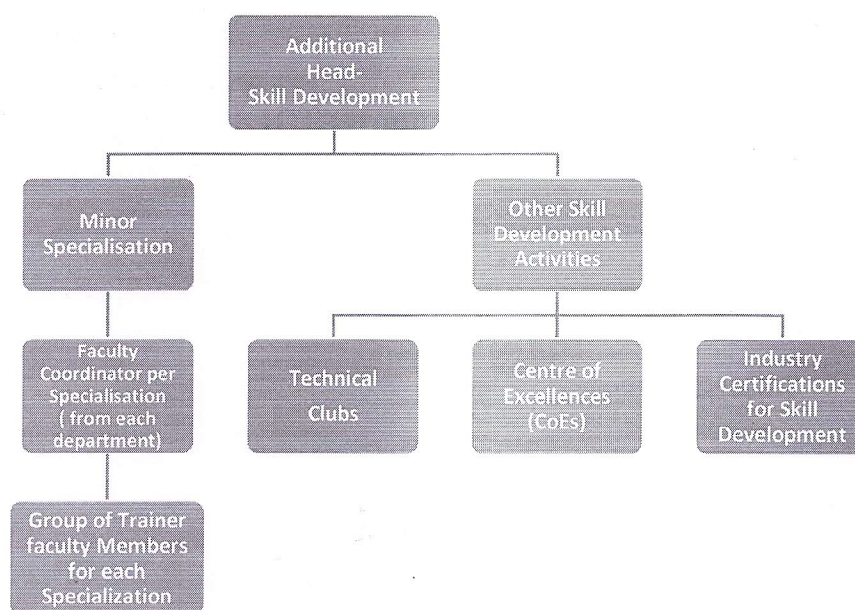 Additional
Head-
Skill Development
Minor
Specialisation
Other Skill
Development
Activities
Faculty
Coordinator per
Specialisation
( from each
department)
Technical
Clubs
Centre of
Excellences
(CoEs)
Industry
Certifications
for Skill
Development
Group of Trainer
faculty Members
for each
Specialization